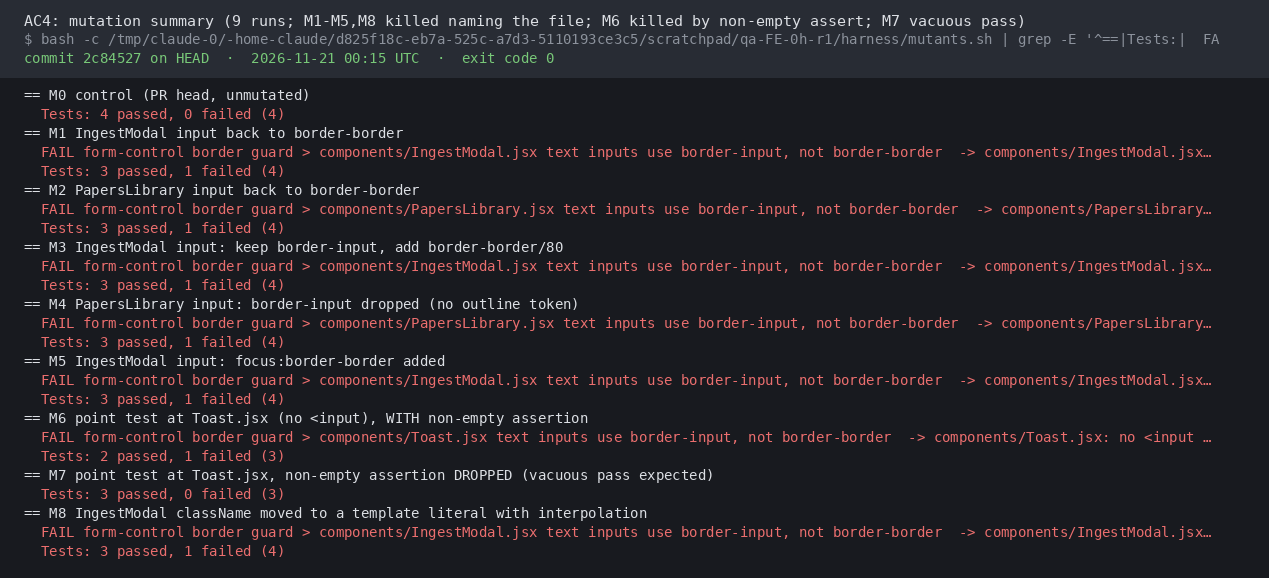 AC4: mutation summary (9 runs; M1-M5,M8 killed naming the file; M6 killed by non-empty assert; M7 vacuous pass)
$ bash -c /tmp/claude-0/-home-claude/d825f18c-eb7a-525c-a7d3-5110193ce3c5/scratchpad/qa-FE-0h-r1/harness/mutants.sh | grep -E '^==|Tests:|  FA
commit 2c84527 on HEAD  ·  2026-11-21 00:15 UTC  ·  exit code 0
== M0 control (PR head, unmutated)
  Tests: 4 passed, 0 failed (4)
== M1 IngestModal input back to border-border
  FAIL form-control border guard > components/IngestModal.jsx text inputs use border-input, not border-border  -> components/IngestModal.jsx…
  Tests: 3 passed, 1 failed (4)
== M2 PapersLibrary input back to border-border
  FAIL form-control border guard > components/PapersLibrary.jsx text inputs use border-input, not border-border  -> components/PapersLibrary…
  Tests: 3 passed, 1 failed (4)
== M3 IngestModal input: keep border-input, add border-border/80
  FAIL form-control border guard > components/IngestModal.jsx text inputs use border-input, not border-border  -> components/IngestModal.jsx…
  Tests: 3 passed, 1 failed (4)
== M4 PapersLibrary input: border-input dropped (no outline token)
  FAIL form-control border guard > components/PapersLibrary.jsx text inputs use border-input, not border-border  -> components/PapersLibrary…
  Tests: 3 passed, 1 failed (4)
== M5 IngestModal input: focus:border-border added
  FAIL form-control border guard > components/IngestModal.jsx text inputs use border-input, not border-border  -> components/IngestModal.jsx…
  Tests: 3 passed, 1 failed (4)
== M6 point test at Toast.jsx (no <input), WITH non-empty assertion
  FAIL form-control border guard > components/Toast.jsx text inputs use border-input, not border-border  -> components/Toast.jsx: no <input …
  Tests: 2 passed, 1 failed (3)
== M7 point test at Toast.jsx, non-empty assertion DROPPED (vacuous pass expected)
  Tests: 3 passed, 0 failed (3)
== M8 IngestModal className moved to a template literal with interpolation
  FAIL form-control border guard > components/IngestModal.jsx text inputs use border-input, not border-border  -> components/IngestModal.jsx…
  Tests: 3 passed, 1 failed (4)